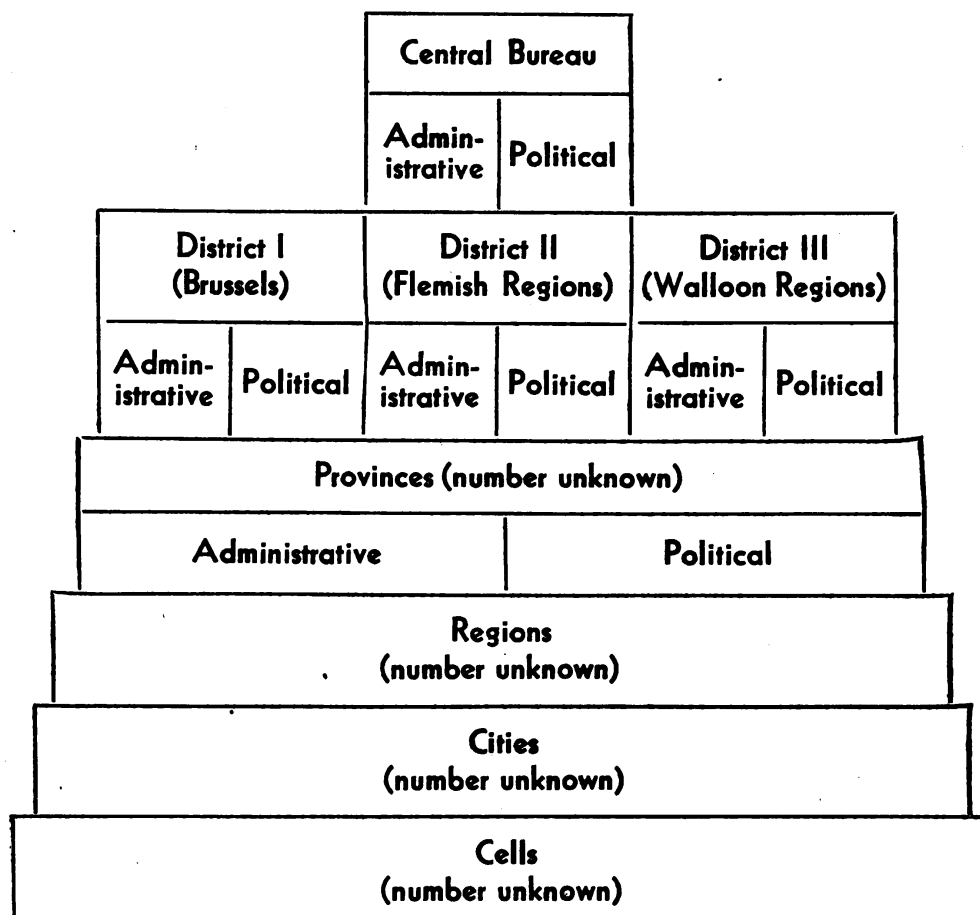 Central Bureau
Admin-
istrative
Political
District I
(Brussels)
District II
(Flemish Regions)
District III
(Walloon Regions)
Admin-
istrative
Political
Admin-
istrative
Political
Admin-
istrative
Political
Provinces (number unknown)
Administrative
Political
Regions
(number unknown)
Cities
(number unknown)
Cells
(number unknown)